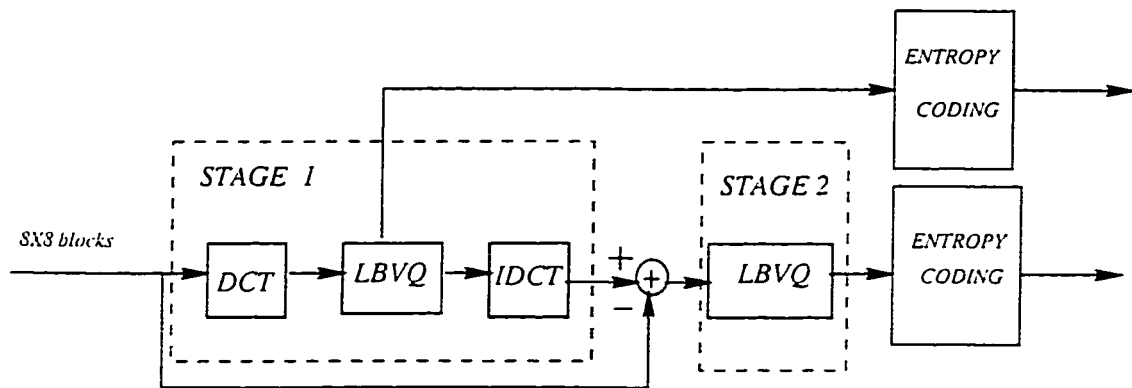 ENTROPY
CODING
STAGE 1
STAGE 2
8X8 blocks
DCT
LBVQ
IDCT
+
−
+
LBVQ
ENTROPY
CODING